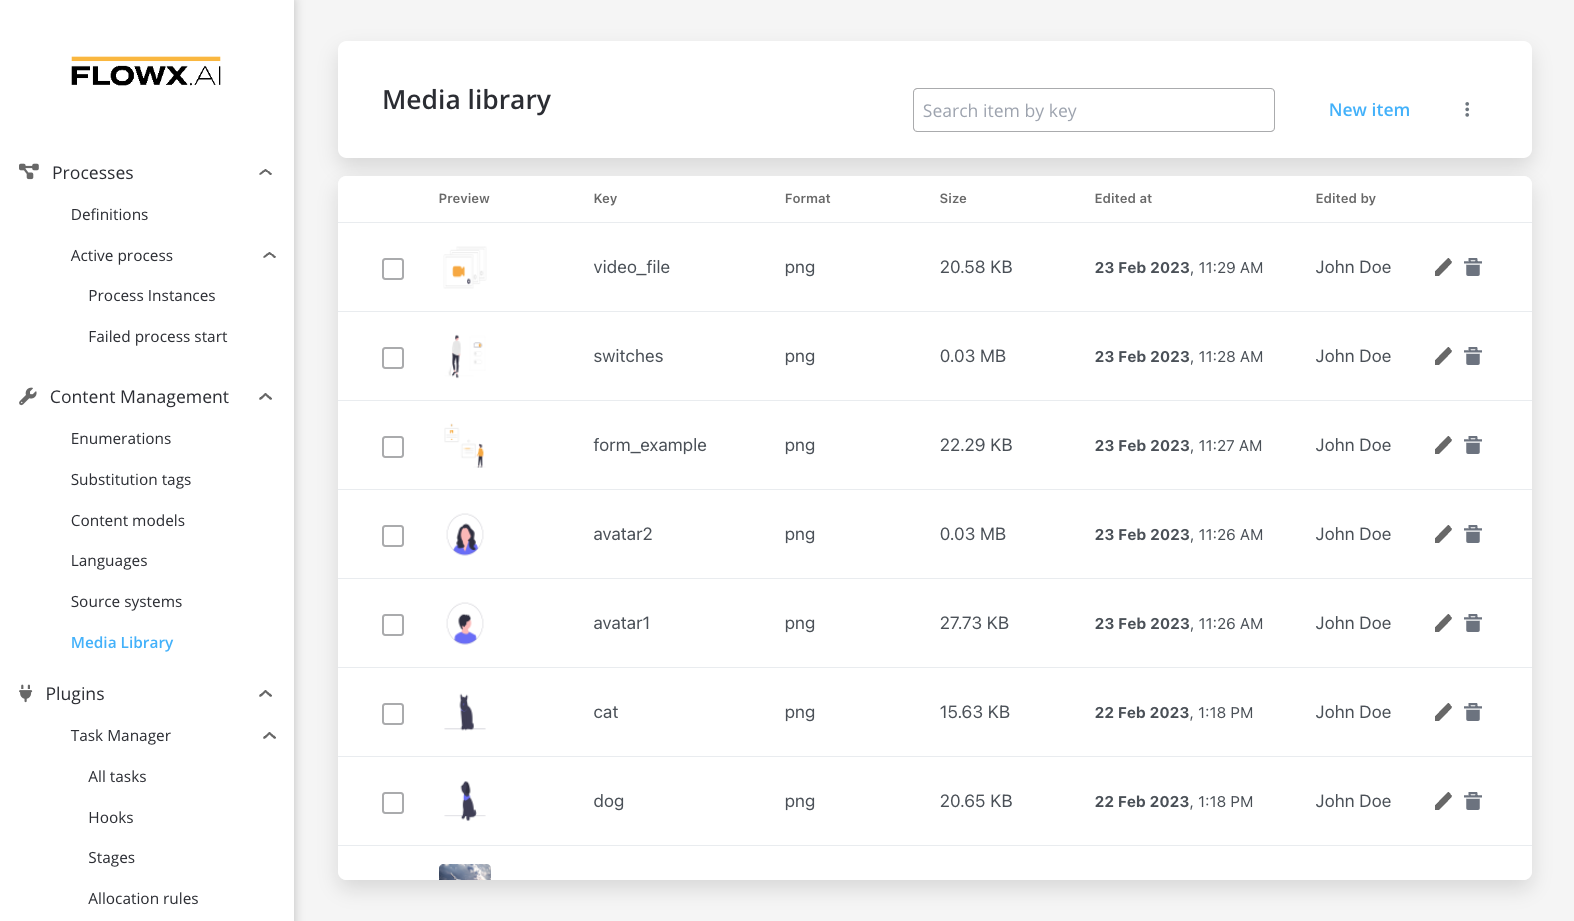 FLOWX.AI
Processes
Definitions
Active process
Process Instances
Failed process start
Content Management
Enumerations
Substitution tags
Content models
Languages
Source systems
Media Library
Plugins
Task Manager
All tasks
Hooks
Stages
Allocation rules
Media library
Search item by key
New item
Preview Key Format Size Edited at Edited by
video_file png 20.58 KB 23 Feb 2023, 11:29 AM John Doe
switches png 0.03 MB 23 Feb 2023, 11:28 AM John Doe
form_example png 22.29 KB 23 Feb 2023, 11:27 AM John Doe
avatar2 png 0.03 MB 23 Feb 2023, 11:26 AM John Doe
avatar1 png 27.73 KB 23 Feb 2023, 11:26 AM John Doe
cat png 15.63 KB 22 Feb 2023, 1:18 PM John Doe
dog png 20.65 KB 22 Feb 2023, 1:18 PM John Doe